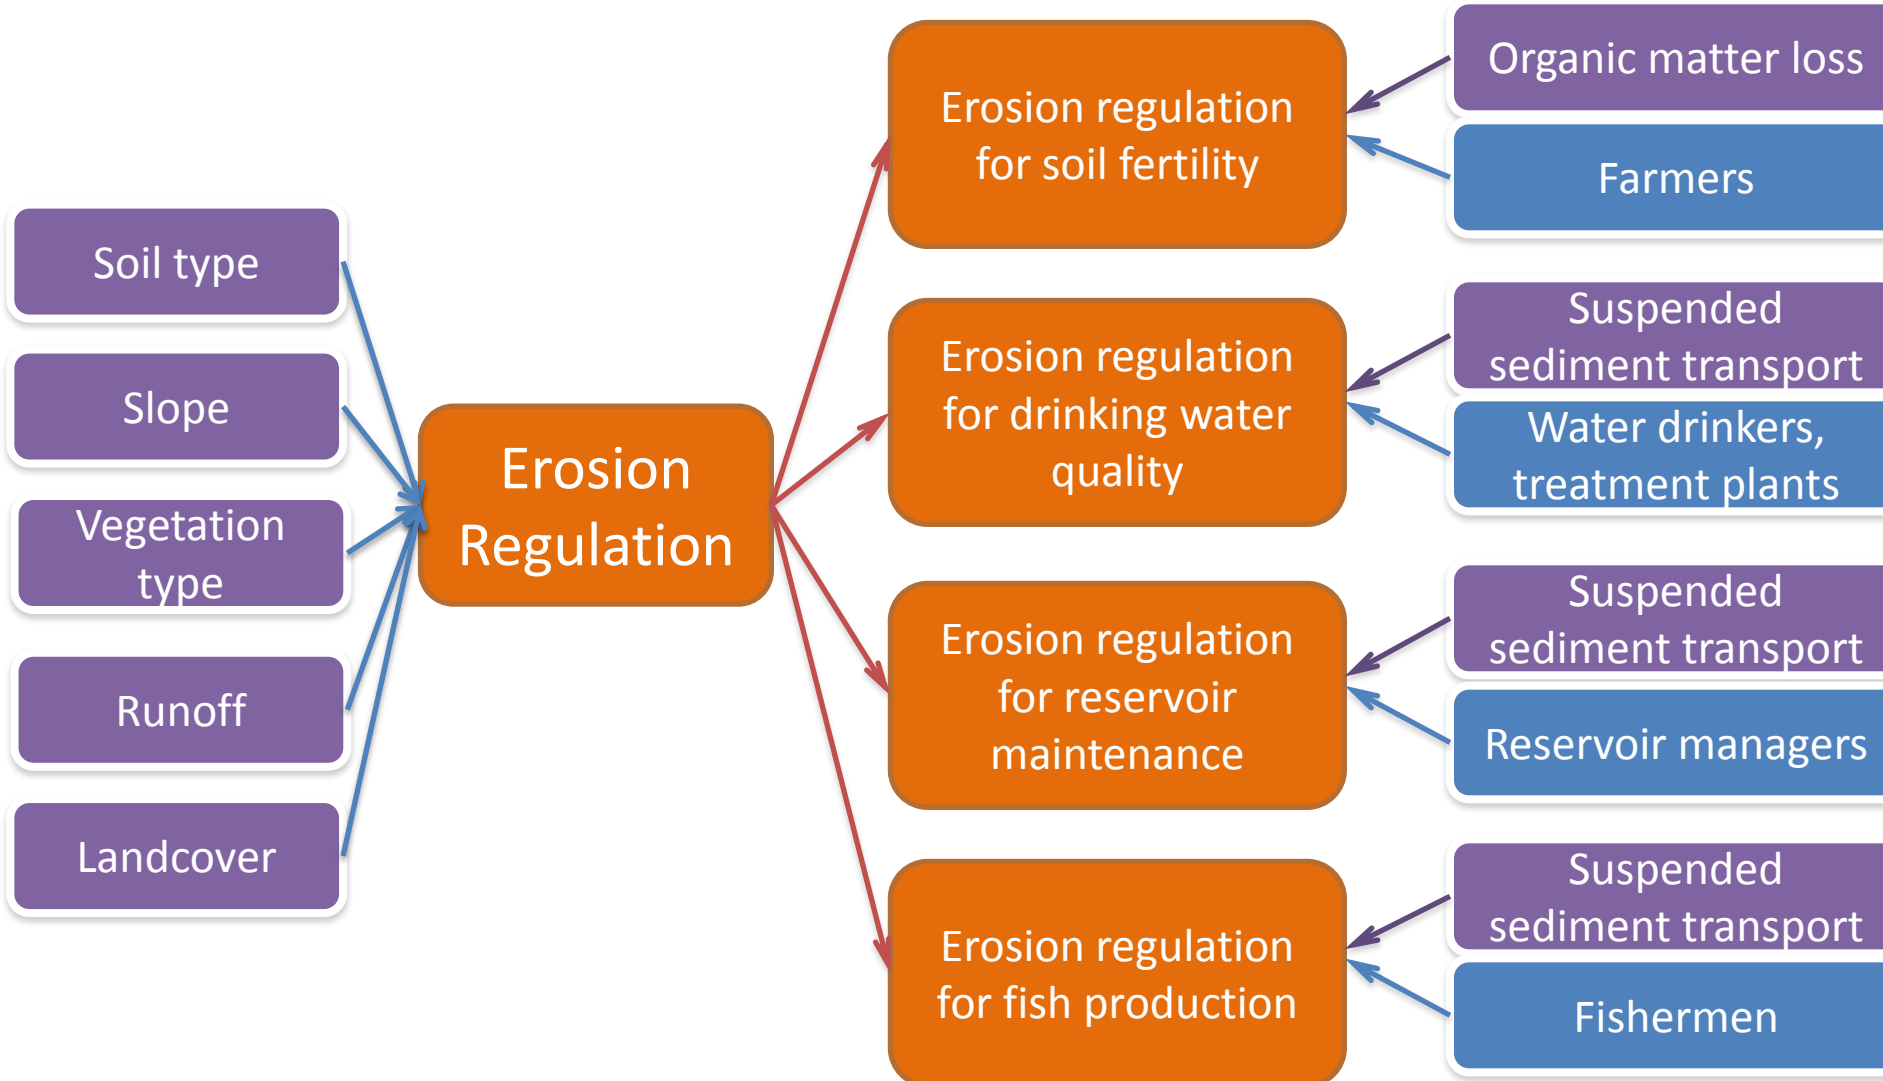 Soil type
Slope
Vegetation
type
Runoff
Landcover
Erosion
Regulation
Erosion regulation
for soil fertility
Erosion regulation
for drinking water
quality
Erosion regulation
for reservoir
maintenance
Erosion regulation
for fish production
Organic matter loss
Farmers
Suspended
sediment transport
Water drinkers,
treatment plants
Suspended
sediment transport
Reservoir managers
Suspended
sediment transport
Fishermen